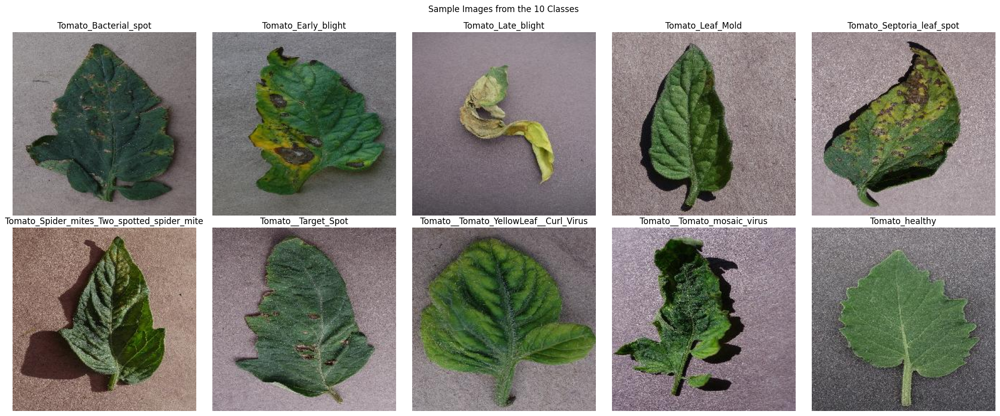 Sample Images from the 10 Classes
Tomato_Bacterial_spot
Tomato_Early_blight
Tomato_Late_blight
Tomato_Leaf_Mold
Tomato_Septoria_leaf_spot
Tomato_Spider_mites_Two_spotted_spider_mite
Tomato__Target_Spot
Tomato__Tomato_YellowLeaf__Curl_Virus
Tomato__Tomato_mosaic_virus
Tomato_healthy